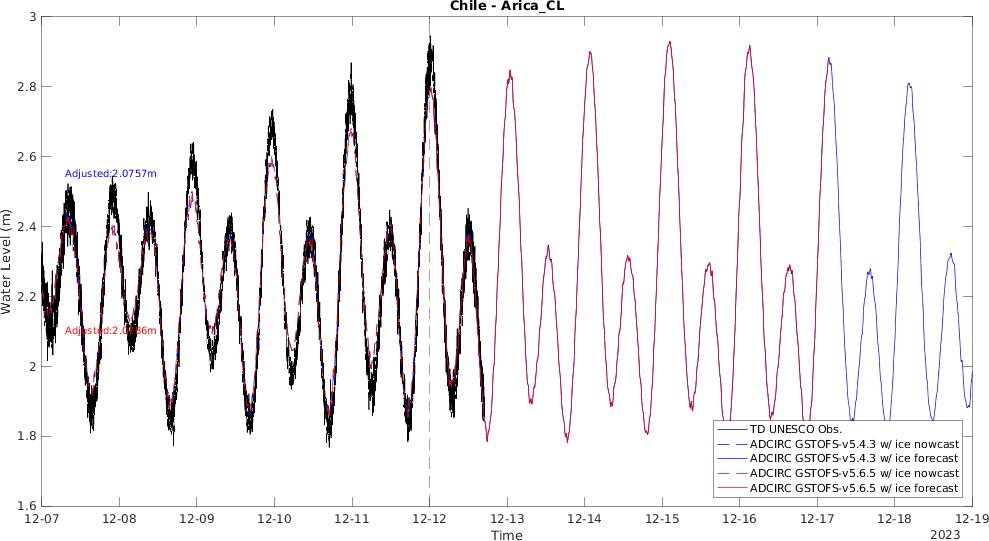 Chile - Arica_CL
3
2.8
2.6
2.4
2.2
2
1.8
1.6
Water Level (m)
Adjusted:2.0757m
TD UNESCO Obs.
ADCIRC GSTOFS-v5.4.3 w/ ice nowcast
ADCIRC GSTOFS-v5.4.3 w/ ice forecast
ADCIRC GSTOFS-v5.6.5 w/ ice nowcast
ADCIRC GSTOFS-v5.6.5 w/ ice forecast
12-07 12-08 12-09 12-10 12-11 12-12 12-13 12-14 12-15 12-16 12-17 12-18 12-19
Time
2023